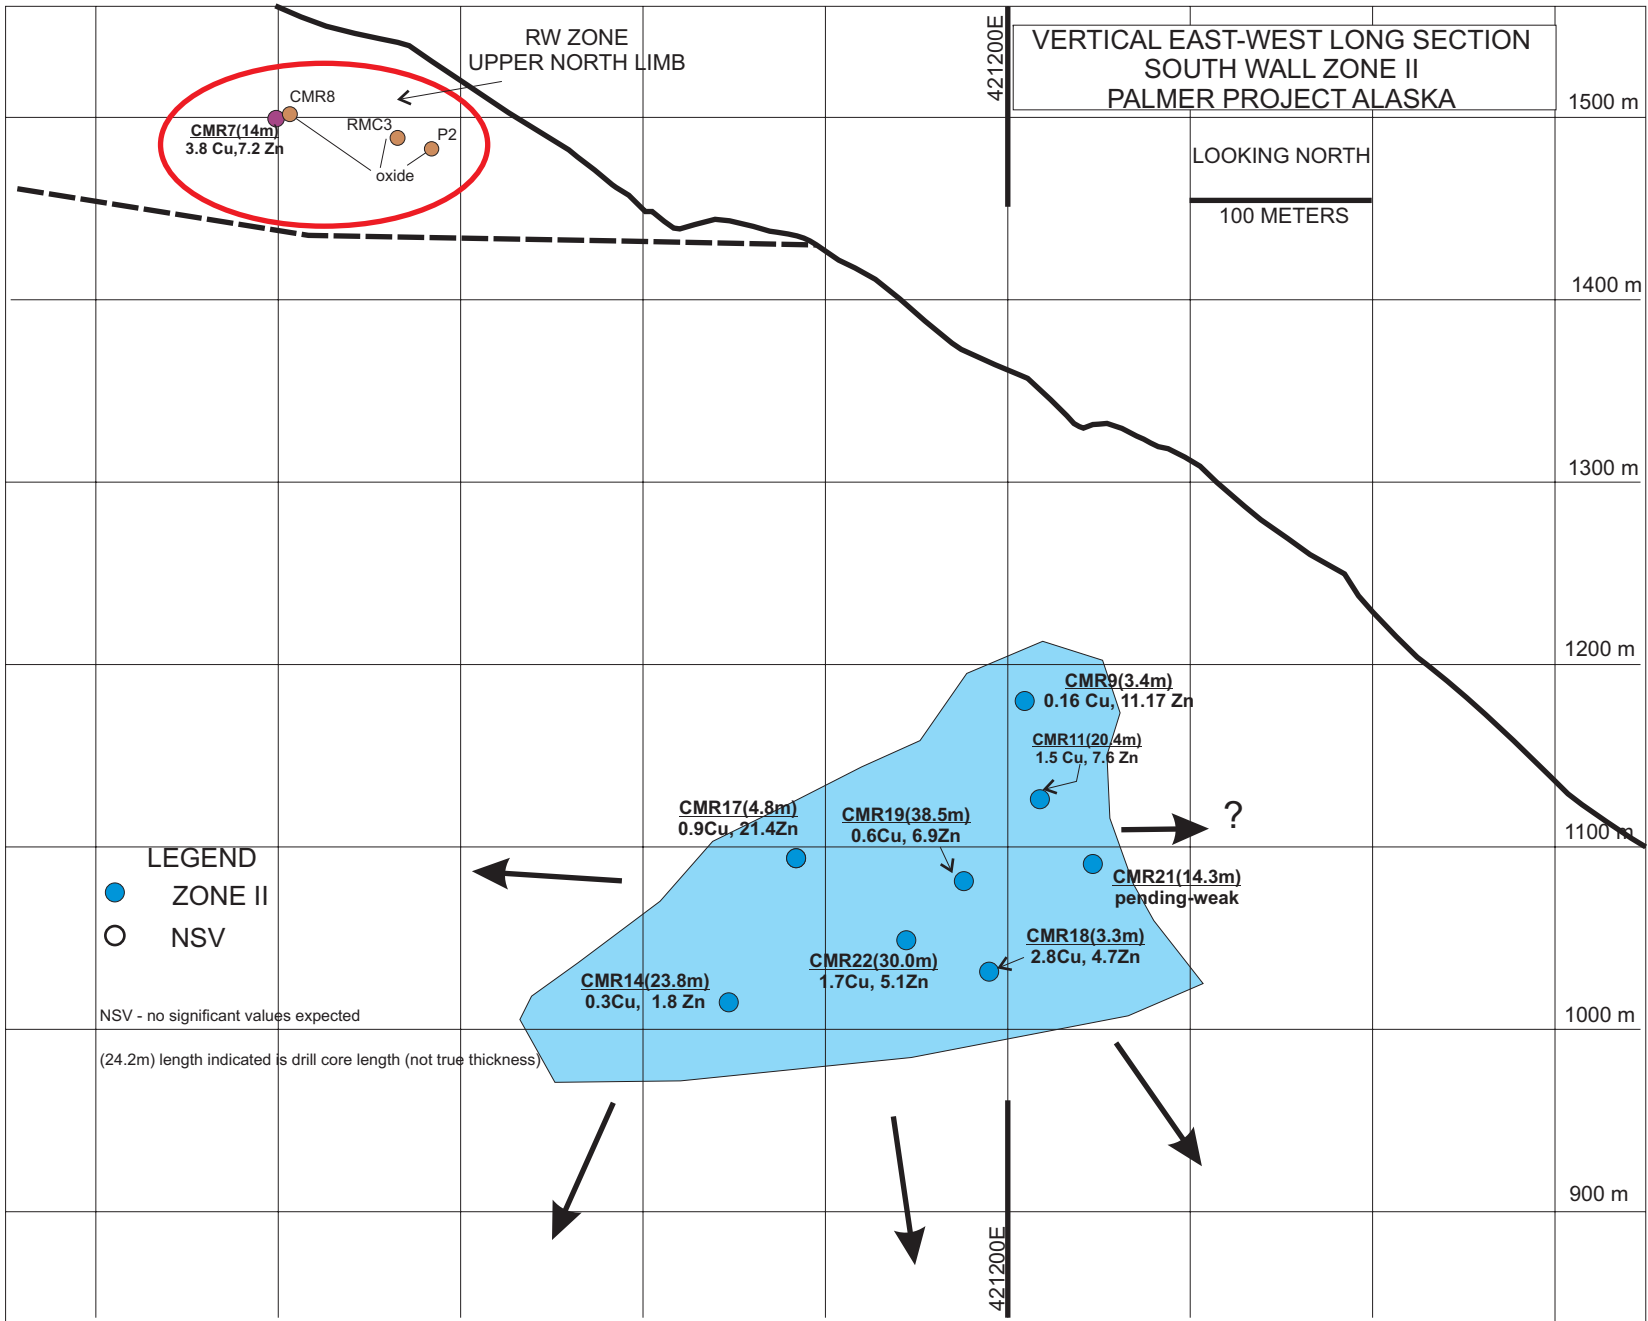 RW ZONE
UPPER NORTH LIMB
421200E
VERTICAL EAST-WEST LONG SECTION
SOUTH WALL ZONE II
PALMER PROJECT ALASKA
CMR8
CMR7(14m)
3.8 Cu,7.2 Zn
RMC3
P2
oxide
1500 m
LOOKING NORTH
100 METERS
1400 m
1300 m
1200 m
CMR9(3.4m)
0.16 Cu, 11.17 Zn
CMR11(20.4m)
1.5 Cu, 7.6 Zn
CMR17(4.8m)
0.9Cu, 21.4Zn
CMR19(38.5m)
0.6Cu, 6.9Zn
?
1100 m
CMR21(14.3m)
pending-weak
CMR18(3.3m)
2.8Cu, 4.7Zn
CMR22(30.0m)
1.7Cu, 5.1Zn
CMR14(23.8m)
0.3Cu, 1.8 Zn
LEGEND
ZONE II
NSV
NSV - no significant values expected
(24.2m) length indicated is drill core length (not true thickness)
1000 m
900 m
421200E